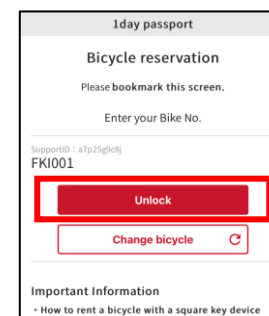 1day passport
Bicycle reservation
Please bookmark this screen.
Enter your Bike No.
SupportID：a7p25g9c8j
FKI001
Unlock
Change bicycle
Important Information
・How to rent a bicycle with a square key device